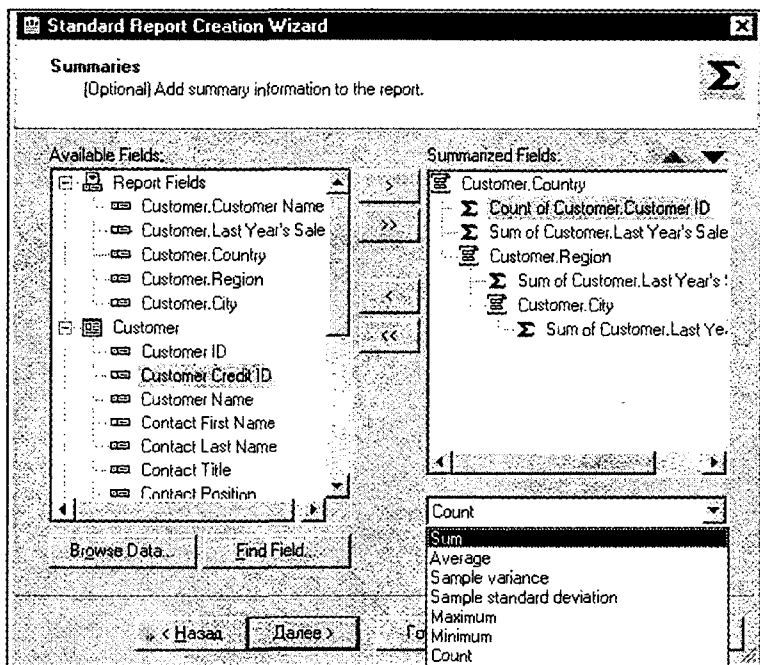 Standard Report Creation Wizard
Summaries
(Optional) Add summary information to the report.
Available Fields:
Report Fields
Customer.Customer Name
Customer.Last Year's Sale
Customer.Country
Customer.Region
Customer.City
Customer
Customer ID
Customer Credit ID
Customer Name
Contact First Name
Contact Last Name
Contact Title
Contact Position
Browse Data...
Find Field...
>
>>
<
<<
Summarized Fields:
Customer.Country
Σ Count of Customer.Customer ID
Σ Sum of Customer.Last Year's Sale
Customer.Region
Σ Sum of Customer.Last Year's
Customer.City
Σ Sum of Customer.Last Ye
Count
Sum
Average
Sample variance
Sample standard deviation
Maximum
Minimum
Count
< Назад
Далее >
Го